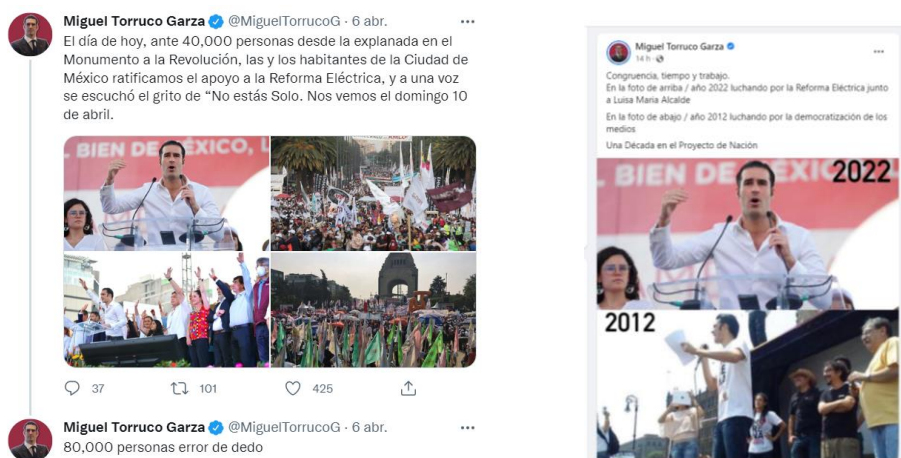 Miguel Torruco Garza @MiguelTorrucoG · 6 abr.
El día de hoy, ante 40,000 personas desde la explanada en el
Monumento a la Revolución, las y los habitantes de la Ciudad de
México ratificamos el apoyo a la Reforma Eléctrica, y a una voz
se escuchó el grito de “No estás Solo. Nos vemos el domingo 10
de abril.
BIEN DE MÉXICO, L
37 101 425
Miguel Torruco Garza @MiguelTorrucoG · 6 abr.
80,000 personas error de dedo
Miguel Torruco Garza
14 h ·
Congruencia, tiempo y trabajo.
En la foto de arriba / año 2022 luchando por la Reforma Eléctrica junto
a Luisa Maria Alcalde
En la foto de abajo / año 2012 luchando por la democratización de los
medios
Una Década en el Proyecto de Nación
2022
. BIEN DE MÉXIC
2012